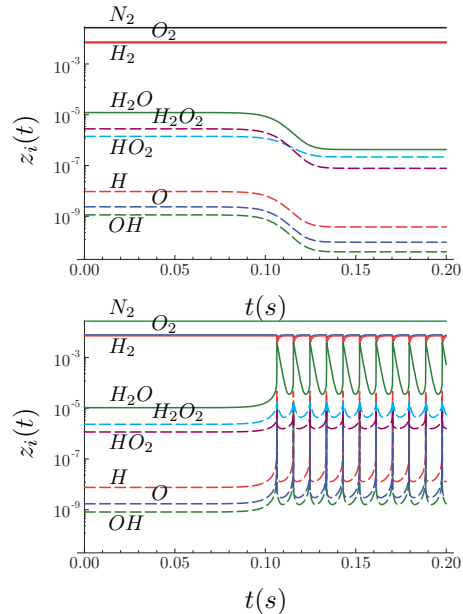 N₂
O₂
H₂
10⁻³
H₂O
10⁻⁵
H₂O₂
HO₂
10⁻⁷
H
O
10⁻⁹
OH
zᵢ(t)
0.00 0.05 0.10 0.15 0.20
t(s)
N₂
O₂
H₂
10⁻³
H₂O
10⁻⁵
H₂O₂
HO₂
10⁻⁷
H
O
10⁻⁹
OH
zᵢ(t)
0.00 0.05 0.10 0.15 0.20
t(s)